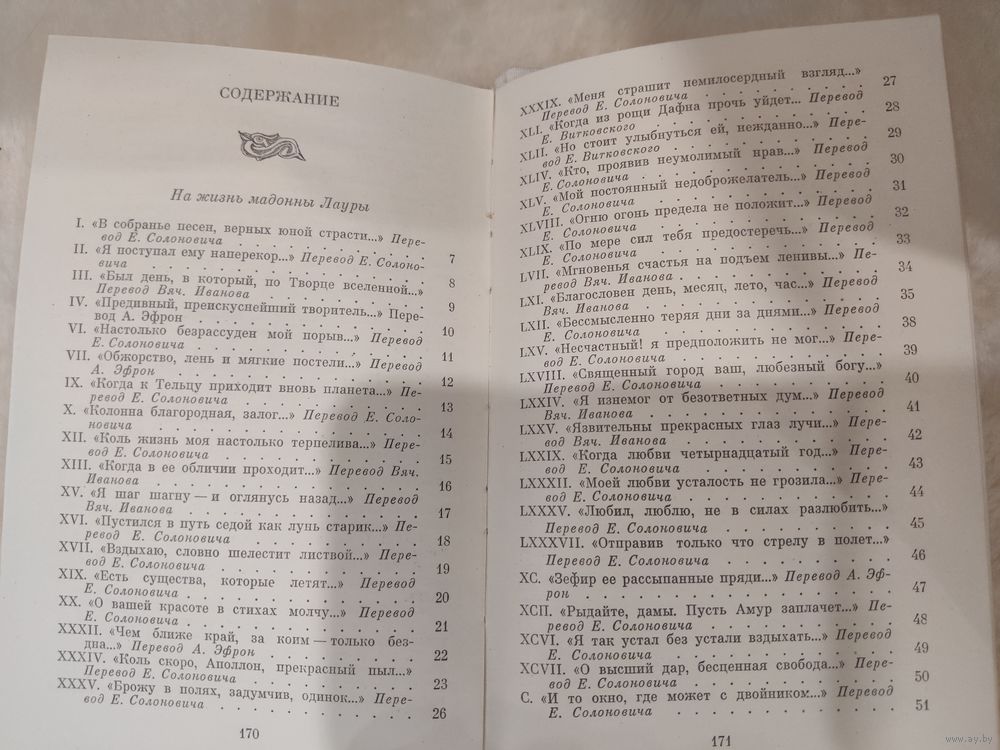 СОДЕРЖАНИЕ
На жизнь мадонны Лауры
I. «В собранье песен, верных юной страсти...» Пере-
вод Е. Солоновича . . . . . . . . . . 7
II. «Я поступал ему наперекор...» Перевод Е. Солоно-
вича . . . . . . . . . . 8
III. «Был день, в который, по Творце вселенной...»
Перевод Вяч. Иванова . . . . . . . . . . 9
IV. «Предивный, преискуснейший творитель...» Пере-
вод А. Эфрон . . . . . . . . . . 10
VI. «Настолько безрассуден мой порыв...» Перевод
Е. Солоновича . . . . . . . . . . 11
VII. «Обжорство, лень и мягкие постели...» Перевод
А. Эфрон . . . . . . . . . . 12
IX. «Когда к Тельцу приходит вновь планета...» Пе-
ревод Е. Солоновича . . . . . . . . . . 13
X. «Колонна благородная, залог...» Перевод Е. Соло-
новича . . . . . . . . . . 14
XII. «Коль жизнь моя настолько терпелива...» Пере-
вод Е. Солоновича . . . . . . . . . . 15
XIII. «Когда в ее обличии проходит...» Перевод Вяч.
Иванова . . . . . . . . . . 16
XV. «Я шаг шагну — и оглянусь назад...» Перевод
Вяч. Иванова . . . . . . . . . . 17
XVI. «Пустился в путь седой как лунь старик...» Пе-
ревод Е. Солоновича . . . . . . . . . . 18
XVII. «Вздыхаю, словно шелестит листвой...» Пере-
вод Е. Солоновича . . . . . . . . . . 19
XIX. «Есть существа, которые летят...» Перевод
Е. Солоновича . . . . . . . . . . 20
XX. «О вашей красоте в стихах молчу...» Перевод
Е. Солоновича . . . . . . . . . . 21
XXXII. «Чем ближе край, за коим — только без-
дна...» Перевод А. Эфрон . . . . . . . . . . 22
XXXIV. «Коль скоро, Аполлон, прекрасный пыл...»
Перевод Е. Солоновича . . . . . . . . . . 23
XXXV. «Брожу в полях, задумчив, одинок...» Пере-
вод Е. Солоновича . . . . . . . . . . 26
170
XXXIX. «Меня страшит немилосердный взгляд...»
Перевод Е. Солоновича . . . . . . . . . . 27
XLI. «Когда из рощи Дафна прочь уйдет... Перевод
Е. Витковского . . . . . . . . . . 28
XLII. «Но стоит улыбнуться ей, нежданно...» Пере-
вод Е. Витковского . . . . . . . . . . 29
XLIV. «Кто, проявив неумолимый нрав...» Перевод
Е. Солоновича . . . . . . . . . . 30
XLV. «Мой постоянный недоброжелатель...» Перевод
Е. Солоновича . . . . . . . . . . 31
XLVIII. «Огню огонь предела не положит...» Перевод
Е. Солоновича . . . . . . . . . . 32
XLIX. «По мере сил тебя предостеречь...» Перевод
Е. Солоновича . . . . . . . . . . 33
LVII. «Мгновенья счастья на подъем ленивы...» Пе-
ревод Вяч. Иванова . . . . . . . . . . 34
LXI. «Благословен день, месяц, лето, час...» Перевод
Вяч. Иванова . . . . . . . . . . 35
LXII. «Бессмысленно теряя дни за днями...» Перевод
Е. Солоновича . . . . . . . . . . 38
LXV. «Несчастный! я предположить не мог...» Пере-
вод Е. Солоновича . . . . . . . . . . 39
LXVIII. «Священный город ваш, любезный богу...»
Перевод Е. Солоновича . . . . . . . . . . 40
LXXIV. «Я изнемог от безответных дум...» Перевод
Вяч. Иванова . . . . . . . . . . 41
LXXV. «Язвительны прекрасных глаз лучи...» Пере-
вод Вяч. Иванова . . . . . . . . . . 42
LXXIX. «Когда любви четырнадцатый год...» Пере-
вод Е. Солоновича . . . . . . . . . . 43
LXXXII. «Моей любви усталость не грозила...» Пере-
вод Е. Солоновича . . . . . . . . . . 44
LXXXV. «Любил, люблю, не в силах разлюбить...»
Перевод Е. Солоновича . . . . . . . . . . 45
LXXXVII. «Отправив только что стрелу в полет...»
Перевод Е. Солоновича . . . . . . . . . . 46
XC. «Зефир ее рассыпанные пряди...» Перевод А. Эф-
рон . . . . . . . . . . 47
XCII. «Рыдайте, дамы. Пусть Амур заплачет...» Пе-
ревод Е. Солоновича . . . . . . . . . . 48
XCVI. «Я так устал без устали вздыхать...» Перевод
Е. Солоновича . . . . . . . . . . 49
XCVII. «О высший дар, бесценная свобода...» Пере-
вод Е. Солоновича . . . . . . . . . . 50
C. «И то окно, где может с двойником...» Перевод
Е. Солоновича . . . . . . . . . . 51
171
www.ay.by